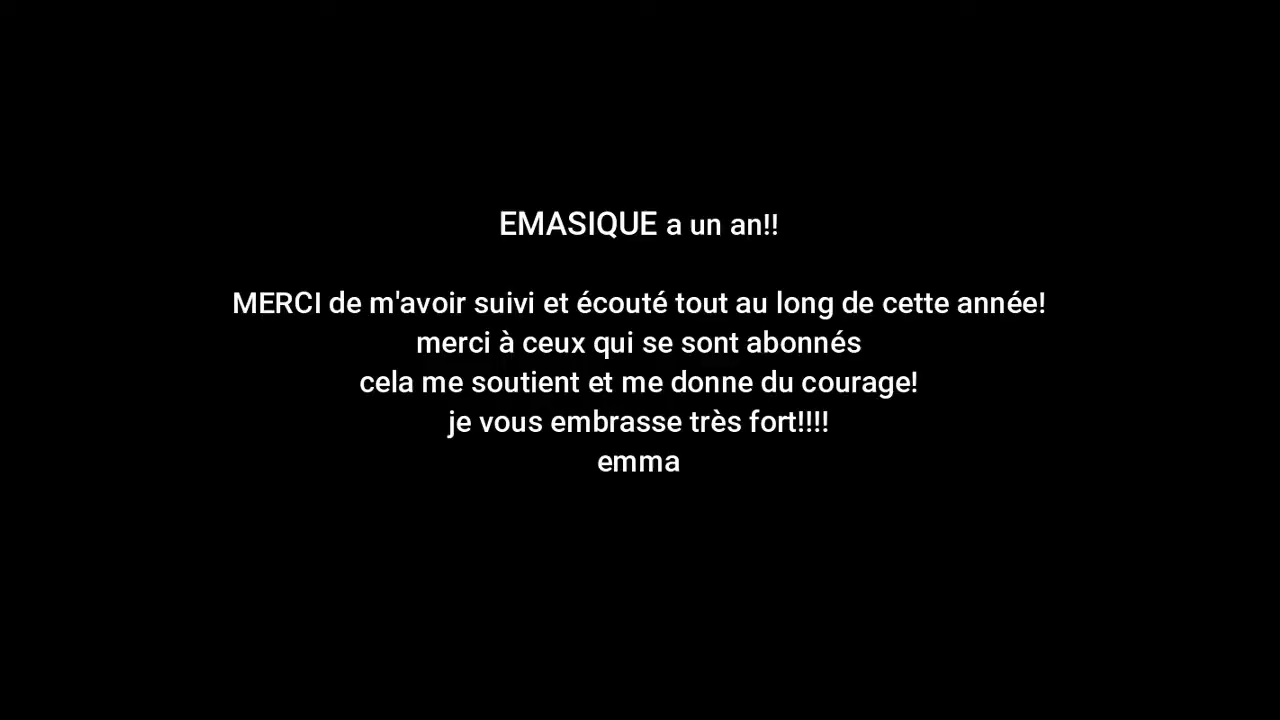 EMASIQUE a un an!!
MERCI de m'avoir suivi et écouté tout au long de cette année!
merci à ceux qui se sont abonnés
cela me soutient et me donne du courage!
je vous embrasse très fort!!!!
emma